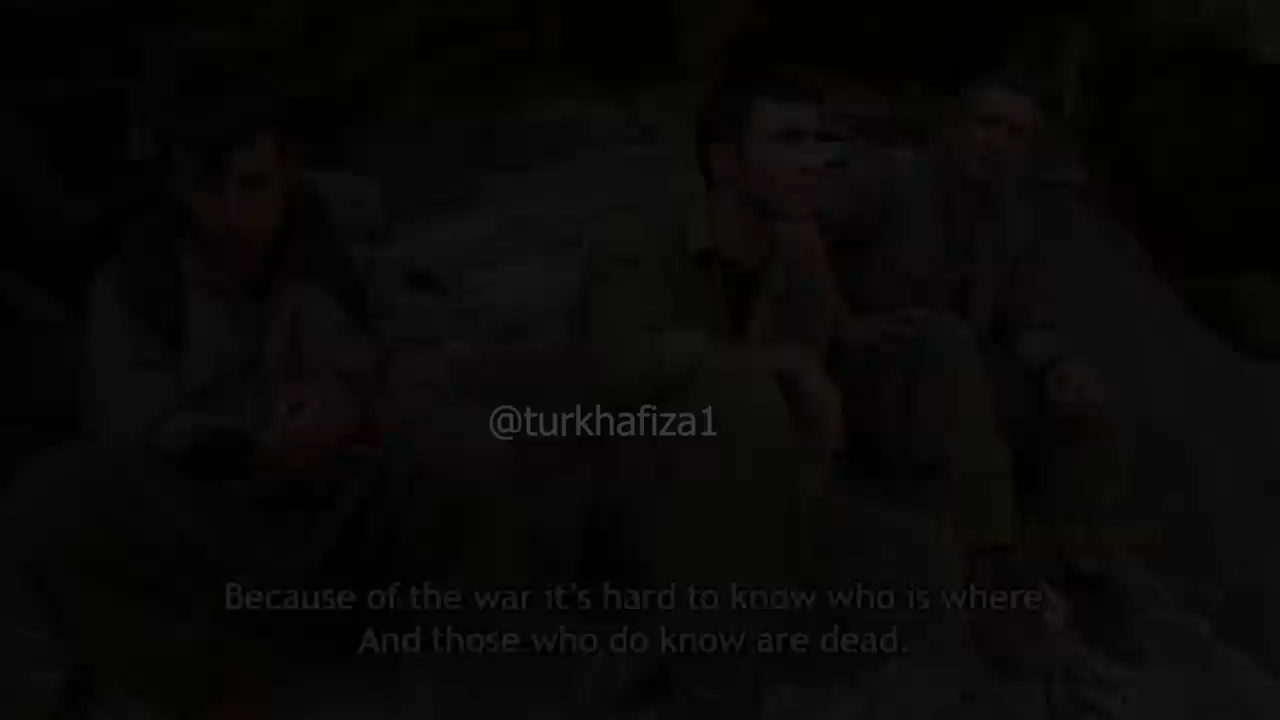 @turkhafiza1
Because of the war it's hard to know who is where.
And those who do know are dead.